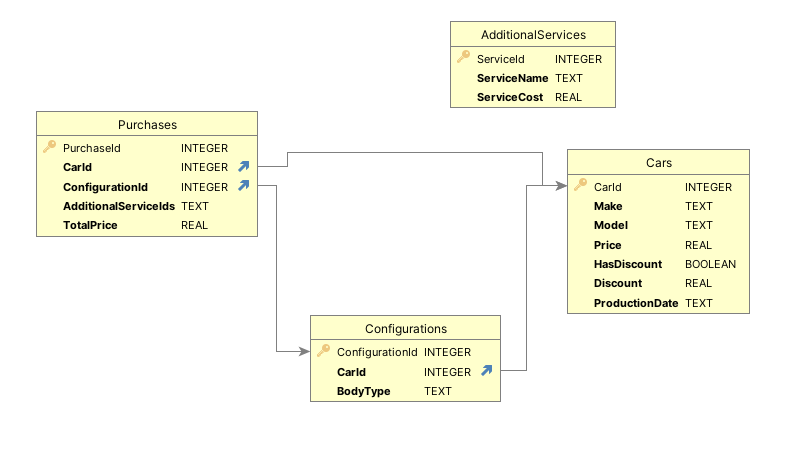 AdditionalServices
ServiceId INTEGER
ServiceName TEXT
ServiceCost REAL
Purchases
PurchaseId INTEGER
CarId INTEGER
ConfigurationId INTEGER
AdditionalServiceIds TEXT
TotalPrice REAL
Cars
CarId INTEGER
Make TEXT
Model TEXT
Price REAL
HasDiscount BOOLEAN
Discount REAL
ProductionDate TEXT
Configurations
ConfigurationId INTEGER
CarId INTEGER
BodyType TEXT